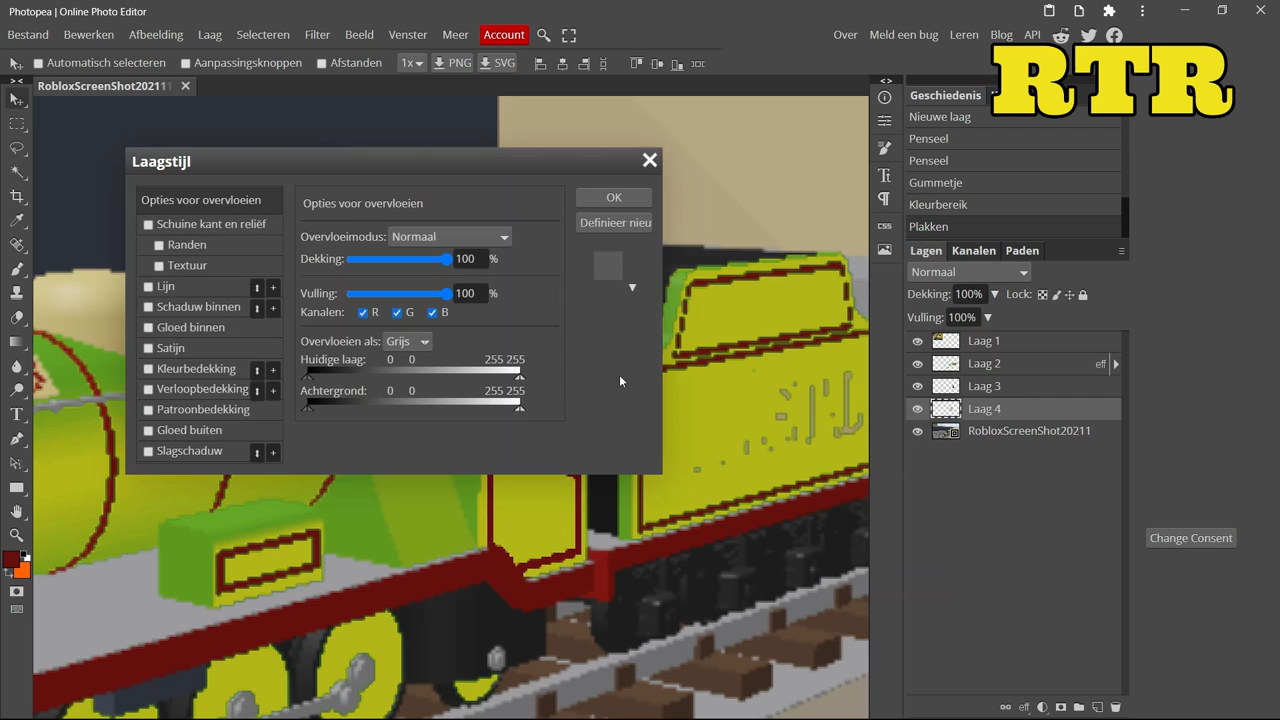 Photopea | Online Photo Editor
Bestand Bewerken Afbeelding Laag Selecteren Filter Beeld Venster Meer Account Over Meld een bug Leren Blog API
Automatisch selecteren Aanpassingsknoppen Afstanden 1x PNG SVG
RTR
RobloxScreenShot20211
Geschiedenis
Nieuwe laag
Penseel
Penseel
Gummetje
Kleurbereik
Plakken
Lagen Kanalen Paden
Normaal
Dekking: 100% Lock:
Vulling: 100%
Laag 1
Laag 2 eff
Laag 3
Laag 4
RobloxScreenShot20211
Change Consent
eff
CSS
Laagstijl
Opties voor overvloeien
Schuine kant en reliëf
Randen
Textuur
Lijn
Schaduw binnen
Gloed binnen
Satijn
Kleurbedekking
Verloopbedekking
Patroonbedekking
Gloed buiten
Slagschaduw
Opties voor overvloeien
Overvloeimodus: Normaal
Dekking: 100 %
Vulling: 100 %
Kanalen: R G B
Overvloeien als: Grijs
Huidige laag: 0 0 255 255
Achtergrond: 0 0 255 255
OK
Definieer nieu